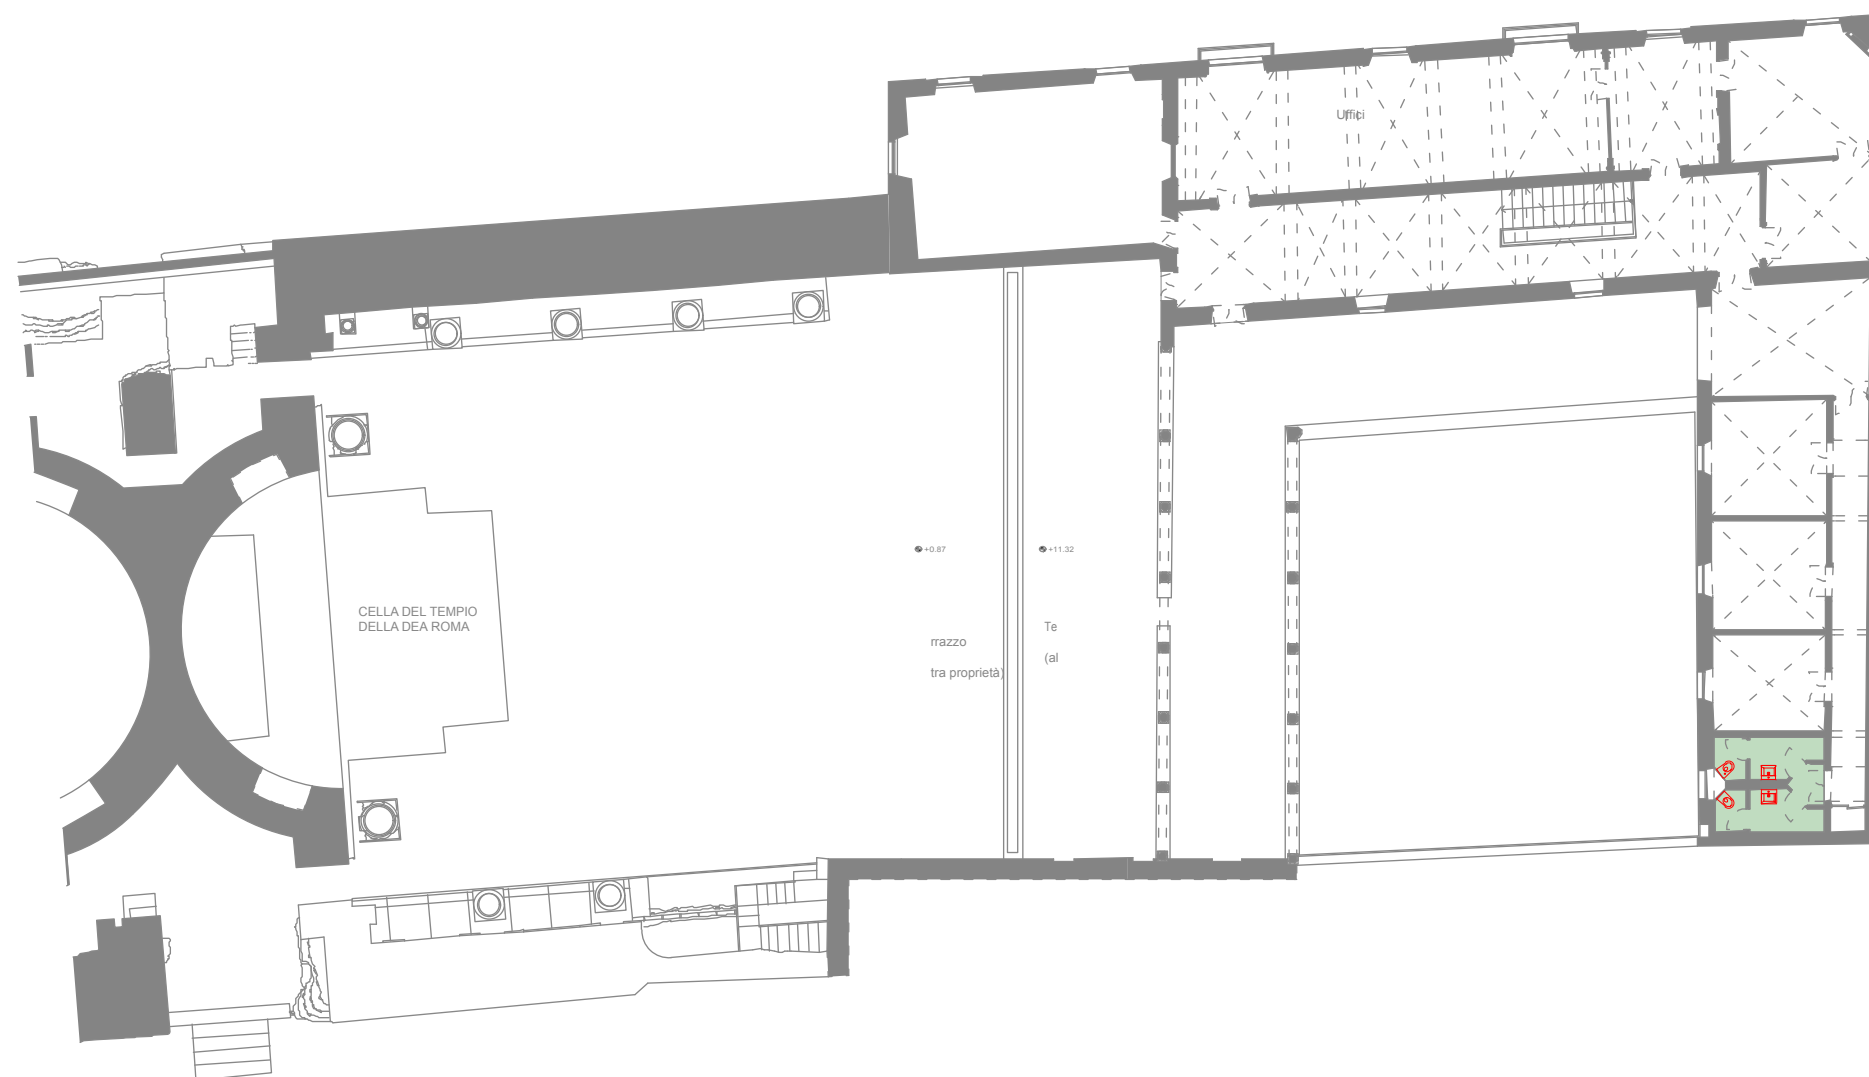 Uffici
+0.87
+11.32
CELLA DEL TEMPIO
DELLA DEA ROMA
rrazzo
tra proprietà)
Te
(al